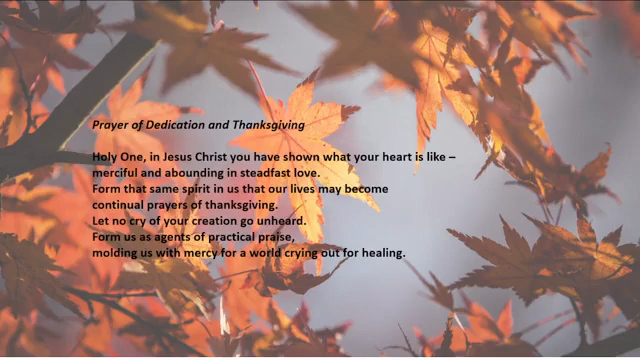 Prayer of Dedication and Thanksgiving
Holy One, in Jesus Christ you have shown what your heart is like –
merciful and abounding in steadfast love.
Form that same spirit in us that our lives may become
continual prayers of thanksgiving.
Let no cry of your creation go unheard.
Form us as agents of practical praise,
molding us with mercy for a world crying out for healing.